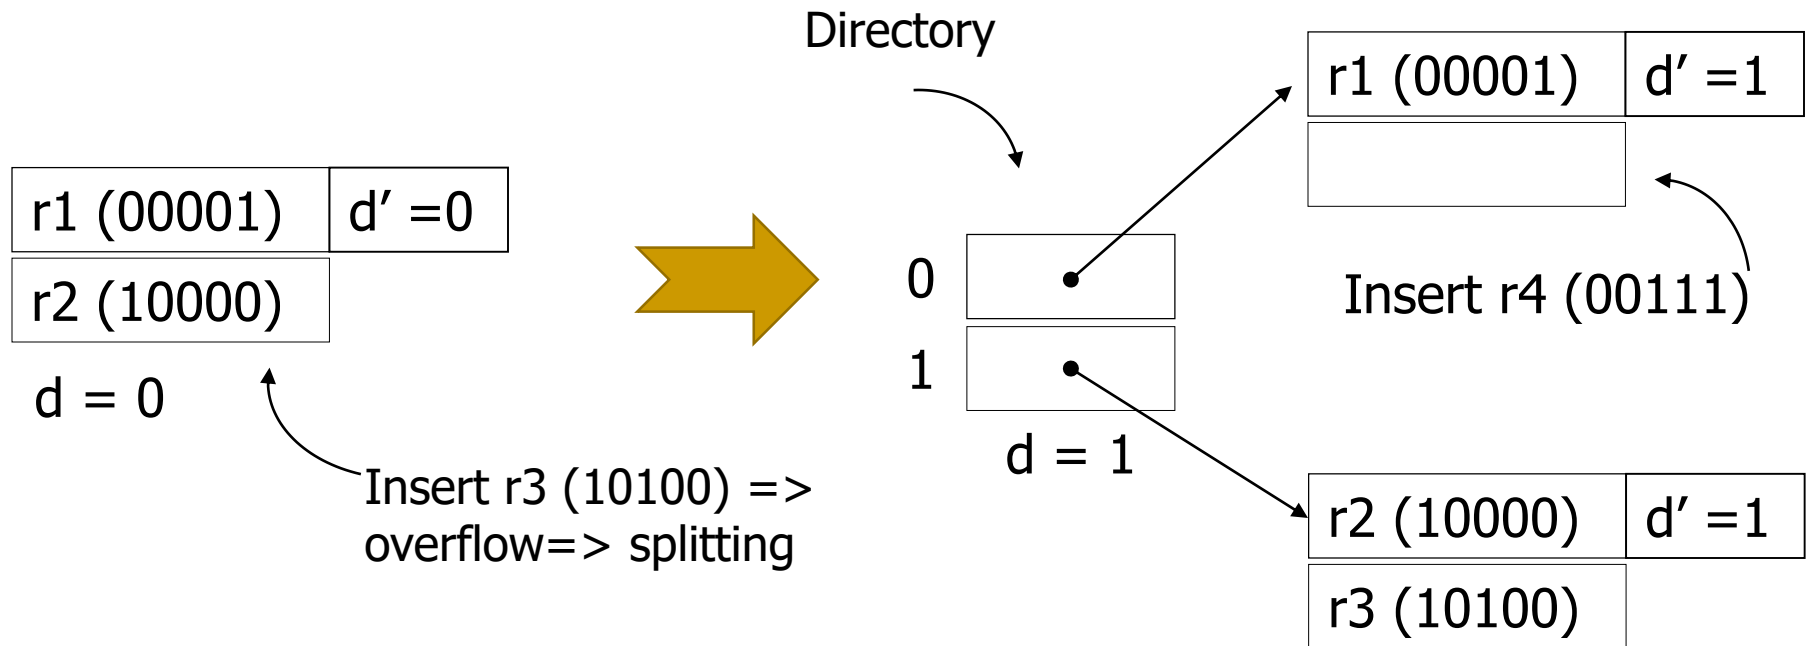 Directory
r1 (00001) d′ =0
r2 (10000)
d = 0
Insert r3 (10100) =>
overflow=> splitting
0
1
d = 1
r1 (00001) d′ =1
Insert r4 (00111)
r2 (10000) d′ =1
r3 (10100)